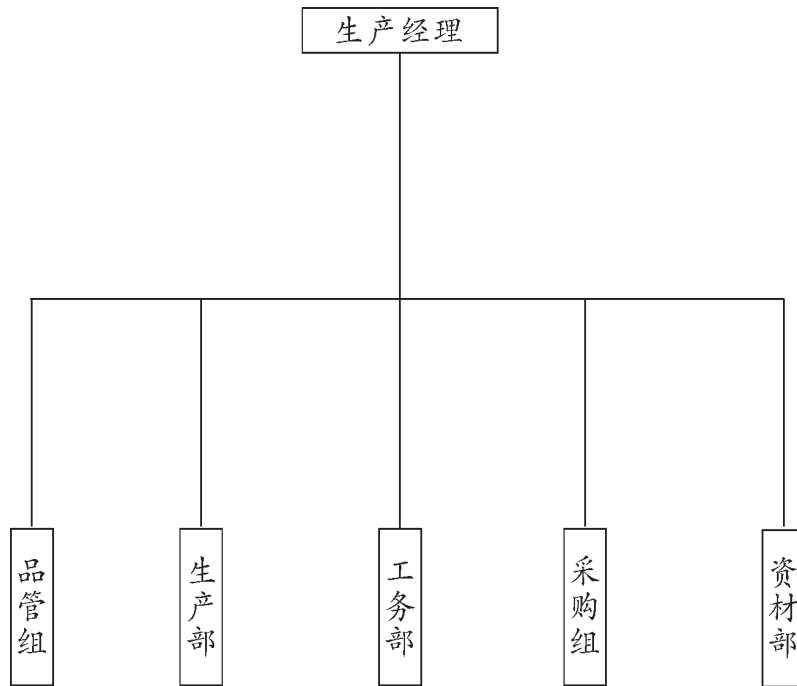 生产经理
品管组
生产部
工务部
采购组
资材部